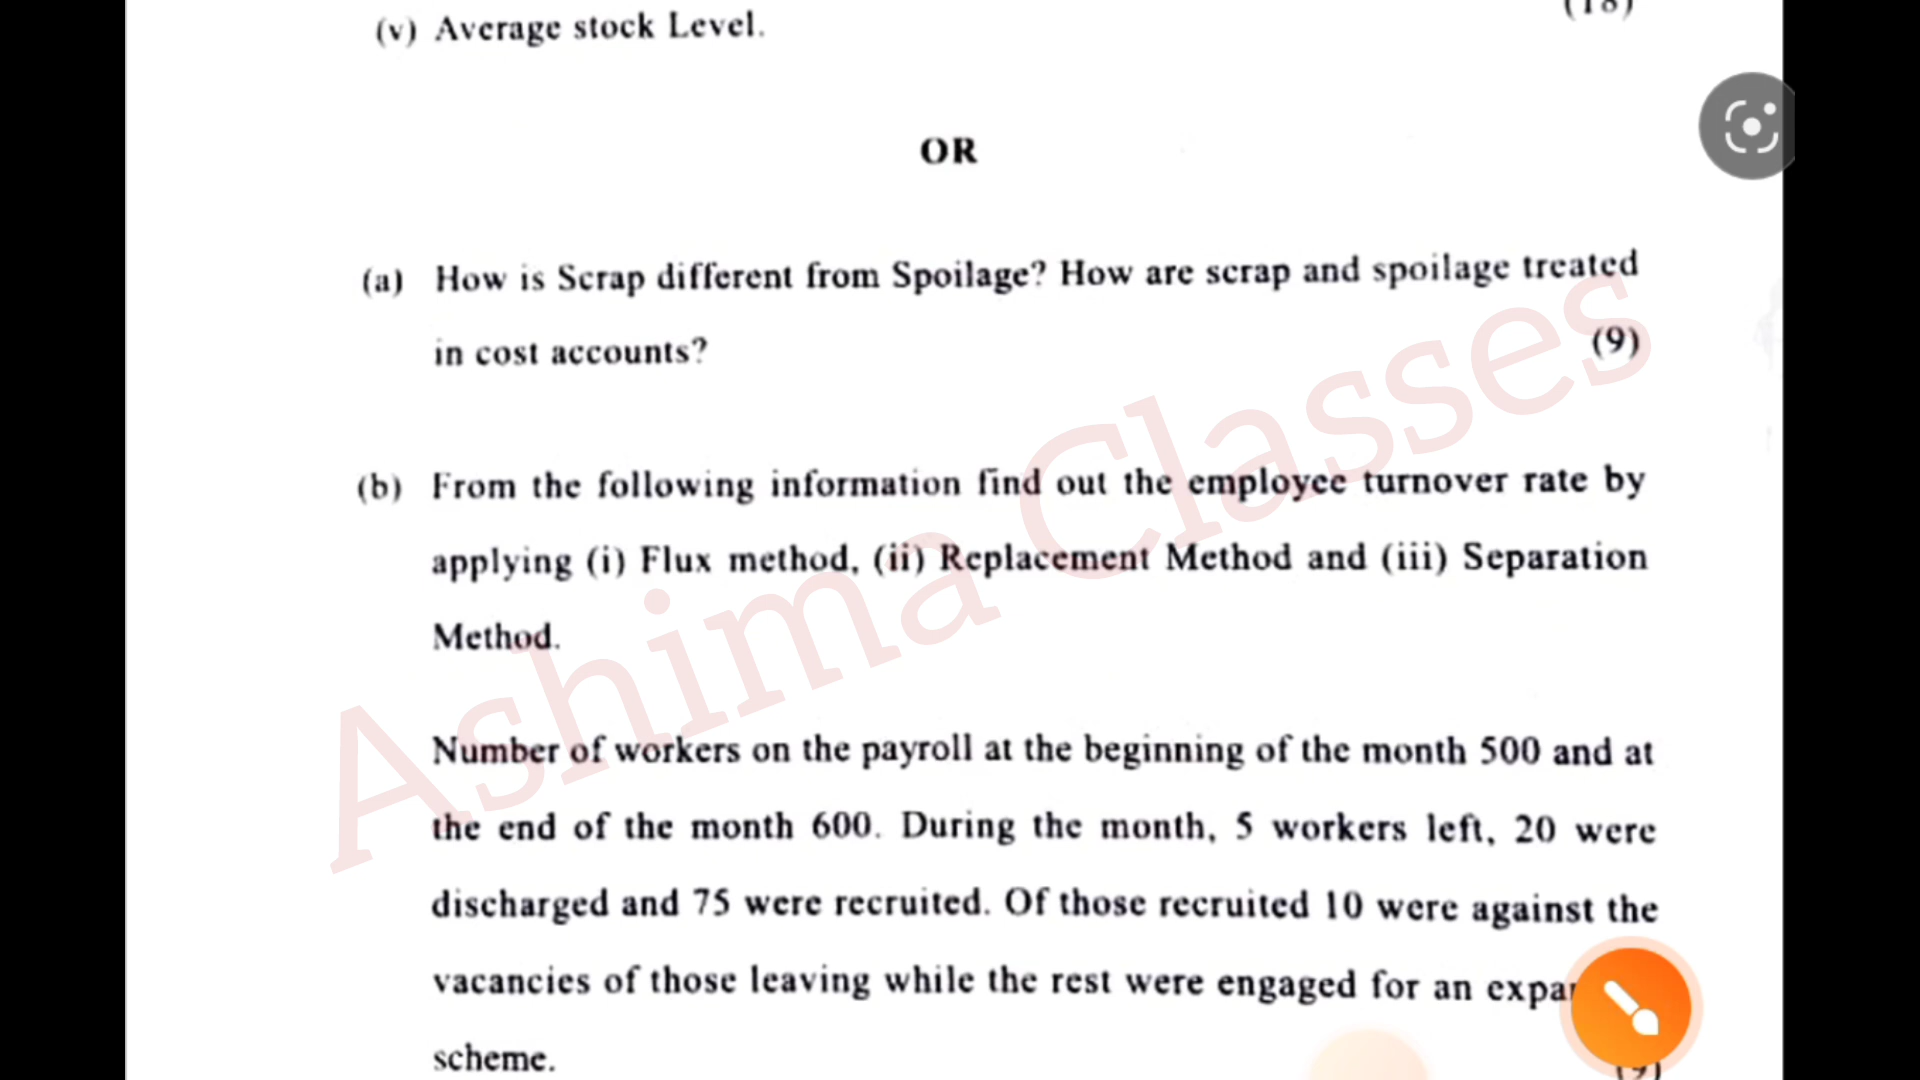 (v) Average stock Level.
(18)
OR
(a) How is Scrap different from Spoilage? How are scrap and spoilage treated
in cost accounts? (9)
(b) From the following information find out the employee turnover rate by
applying (i) Flux method, (ii) Replacement Method and (iii) Separation
Method.
Number of workers on the payroll at the beginning of the month 500 and at
the end of the month 600. During the month, 5 workers left, 20 were
discharged and 75 were recruited. Of those recruited 10 were against the
vacancies of those leaving while the rest were engaged for an
scheme.
Ashima Classes